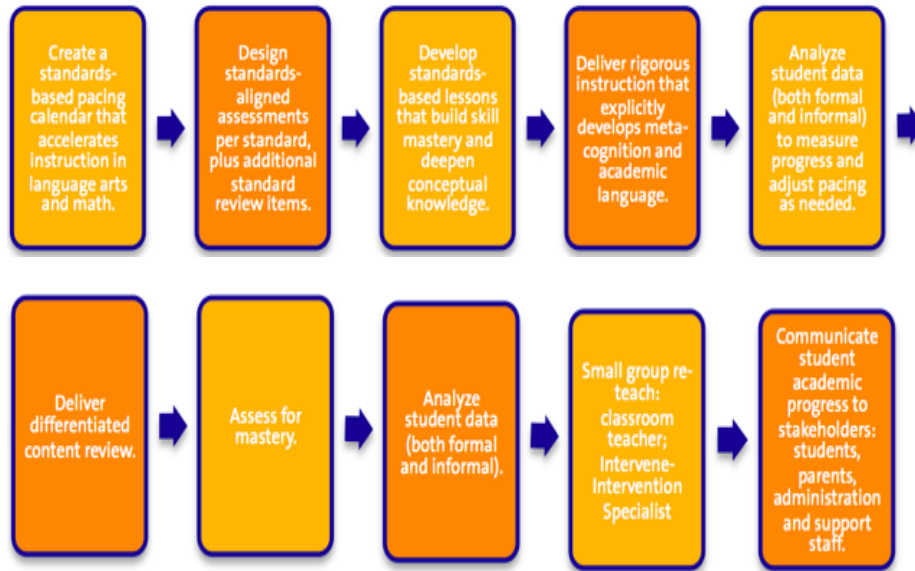 Create a
standards-
based pacing
calendar that
accelerates
instruction in
language arts
and math.
Design
standards-
aligned
assessments
per standard,
plus additional
standard
review items.
Develop
standards-
based lessons
that build skill
mastery and
deepen
conceptual
knowledge.
Deliver rigorous
instruction that
explicitly
develops meta-
cognition and
academic
language.
Analyze
student data
(both formal
and informal)
to measure
progress and
adjust pacing
as needed.
Deliver
differentiated
content review.
Assess for
mastery.
Analyze
student data
(both formal
and informal).
Small group re-
teach:
classroom
teacher;
Intervene-
Intervention
Specialist
Communicate
student
academic
progress to
stakeholders:
students,
parents,
administration
and support
staff.